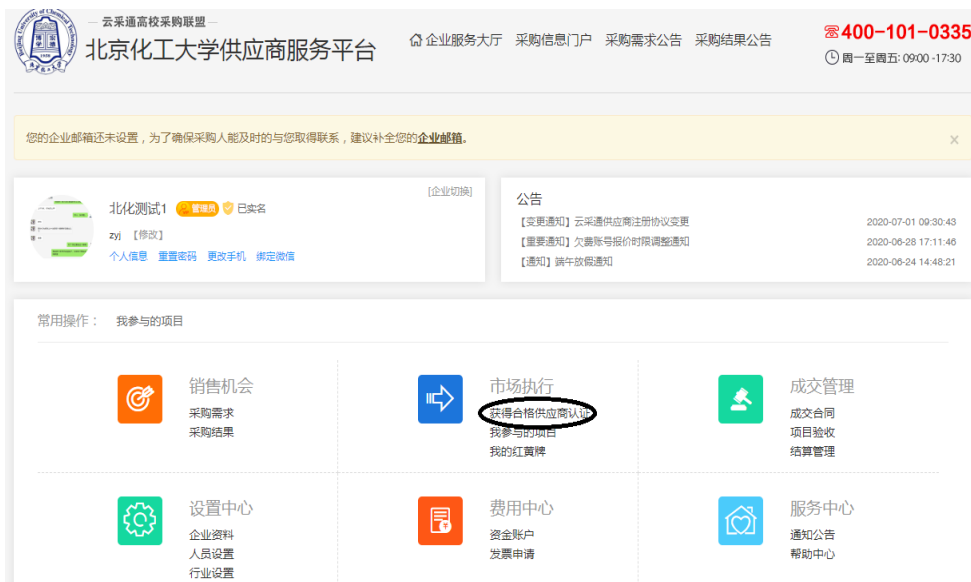 云采通高校采购联盟
北京化工大学供应商服务平台
企业服务大厅 采购信息门户 采购需求公告 采购结果公告
400-101-0335
周一至周五: 09:00 -17:30
您的企业邮箱还未设置，为了确保采购人能及时的与您取得联系，建议补全您的企业邮箱。 ×
[企业切换]
北化测试1 管理员 已实名
zyj 【修改】
个人信息 重置密码 更改手机 绑定微信
公告
【变更通知】云采通供应商注册协议变更 2020-07-01 09:30:43
【重要通知】欠费账号报价时限调整通知 2020-06-28 17:11:46
【通知】端午放假通知 2020-06-24 14:48:21
常用操作： 我参与的项目
销售机会
采购需求
采购结果
市场执行
获得合格供应商认证
我参与的项目
我的红黄牌
成交管理
成交合同
项目验收
结算管理
设置中心
企业资料
人员设置
行业设置
费用中心
资金账户
发票申请
服务中心
通知公告
帮助中心